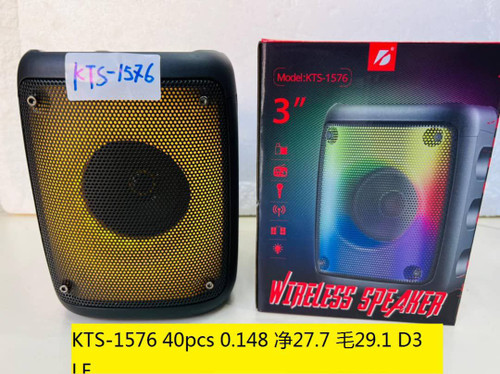 KTS-1576
Model:KTS-1576
3"
WIRELESS SPEAKER
KTS-1576 40pcs 0.148 净27.7 毛29.1 D3